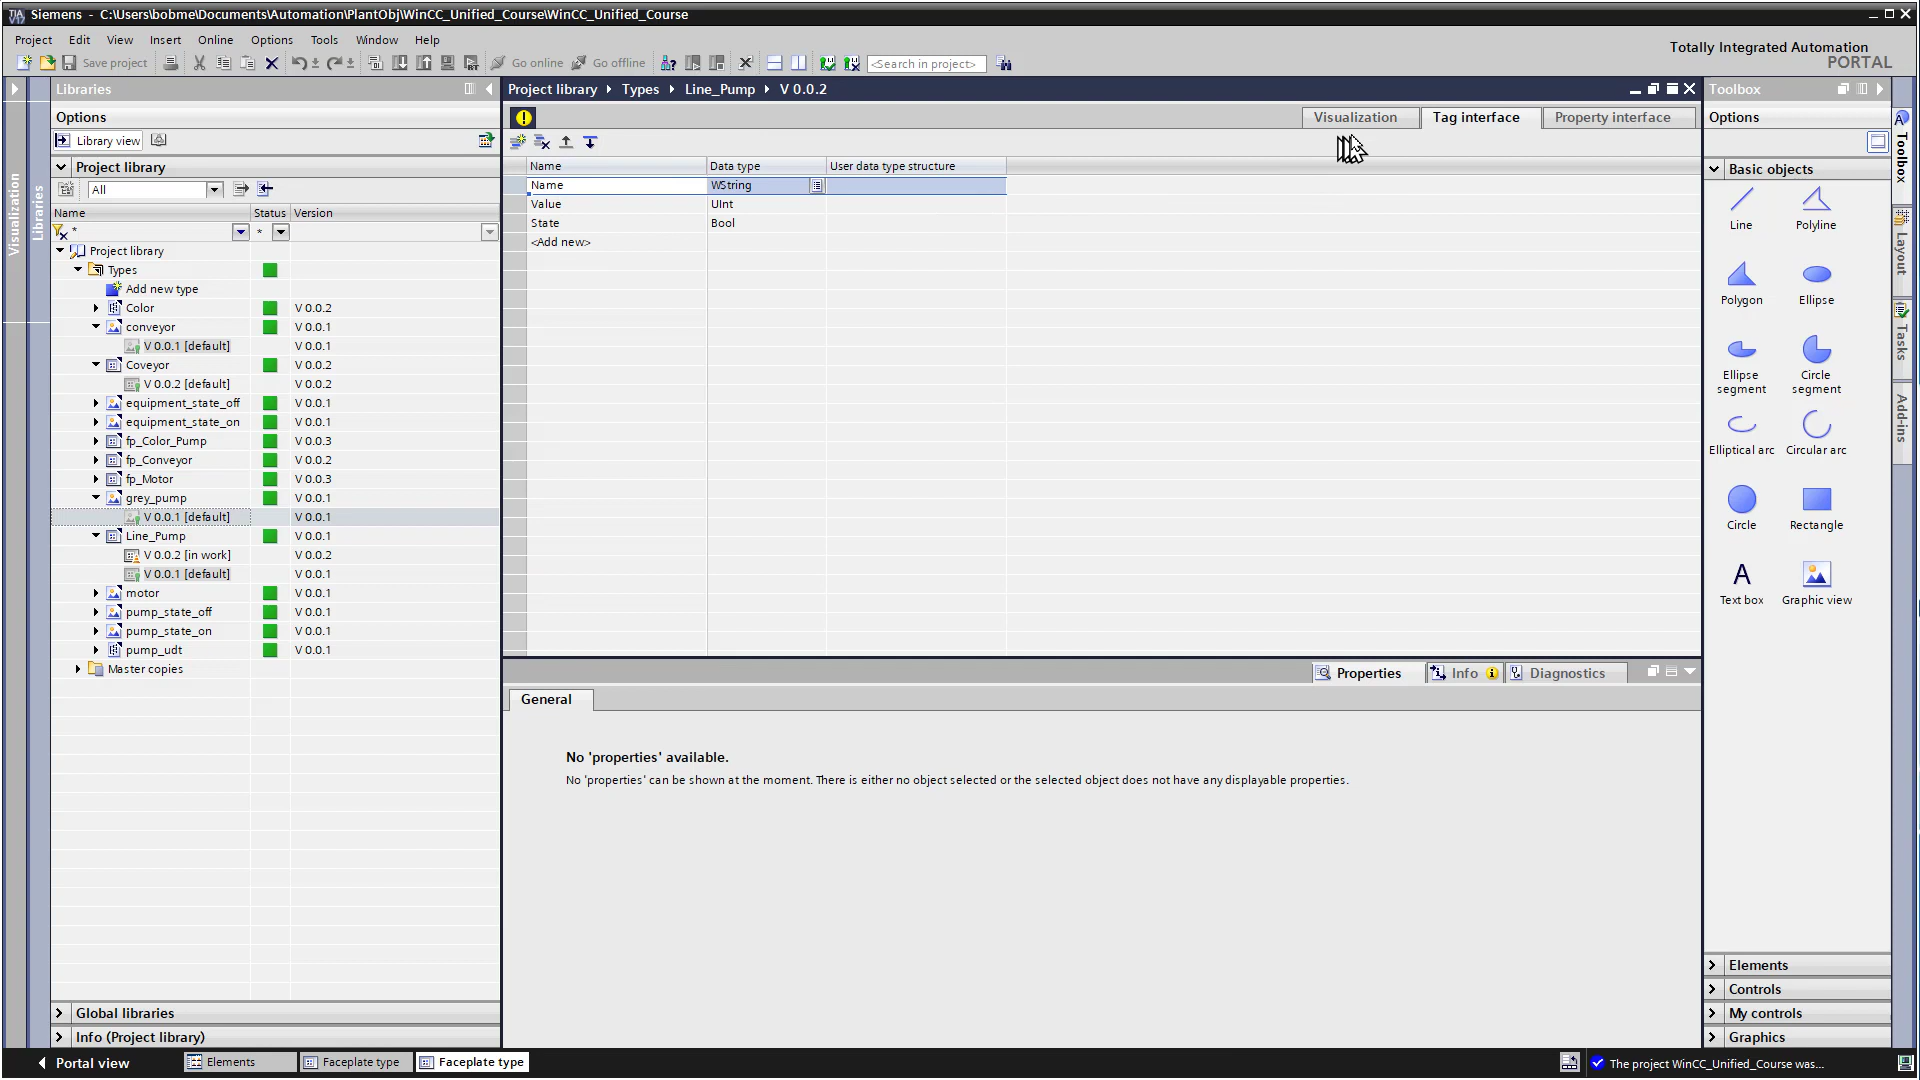 Siemens - C:\Users\bobme\Documents\Automation\PlantObj\WinCC_Unified_Course\WinCC_Unified_Course
Project Edit View Insert Online Options Tools Window Help
Totally Integrated Automation
PORTAL
Save project Go online Go offline <Search in project>
Libraries
Project library Types Line_Pump V 0.0.2
Toolbox
Options
Visualization Tag interface Property interface
Options
Library view
Project library
All
Name Status Version
* *
Project library
Types
Add new type
Color V 0.0.2
conveyor V 0.0.1
V 0.0.1 [default] V 0.0.1
Coveyor V 0.0.2
V 0.0.2 [default] V 0.0.2
equipment_state_off V 0.0.1
equipment_state_on V 0.0.1
fp_Color_Pump V 0.0.3
fp_Conveyor V 0.0.2
fp_Motor V 0.0.3
grey_pump V 0.0.1
V 0.0.1 [default] V 0.0.1
Line_Pump V 0.0.1
V 0.0.2 [in work] V 0.0.2
V 0.0.1 [default] V 0.0.1
motor V 0.0.1
pump_state_off V 0.0.1
pump_state_on V 0.0.1
pump_udt V 0.0.1
Master copies
Global libraries
Info (Project library)
Visualization
Libraries
Name Data type User data type structure
Name WString
Value UInt
State Bool
<Add new>
Properties Info Diagnostics
General
No 'properties' available.
No 'properties' can be shown at the moment. There is either no object selected or the selected object does not have any displayable properties.
Basic objects
Line Polyline
Polygon Ellipse
Ellipse segment
Circle segment
Elliptical arc Circular arc
Circle Rectangle
A
Text box Graphic view
Elements
Controls
My controls
Graphics
Toolbox
Layout
Tasks
Add-ins
Portal view Elements Faceplate type Faceplate type
The project WinCC_Unified_Course was...